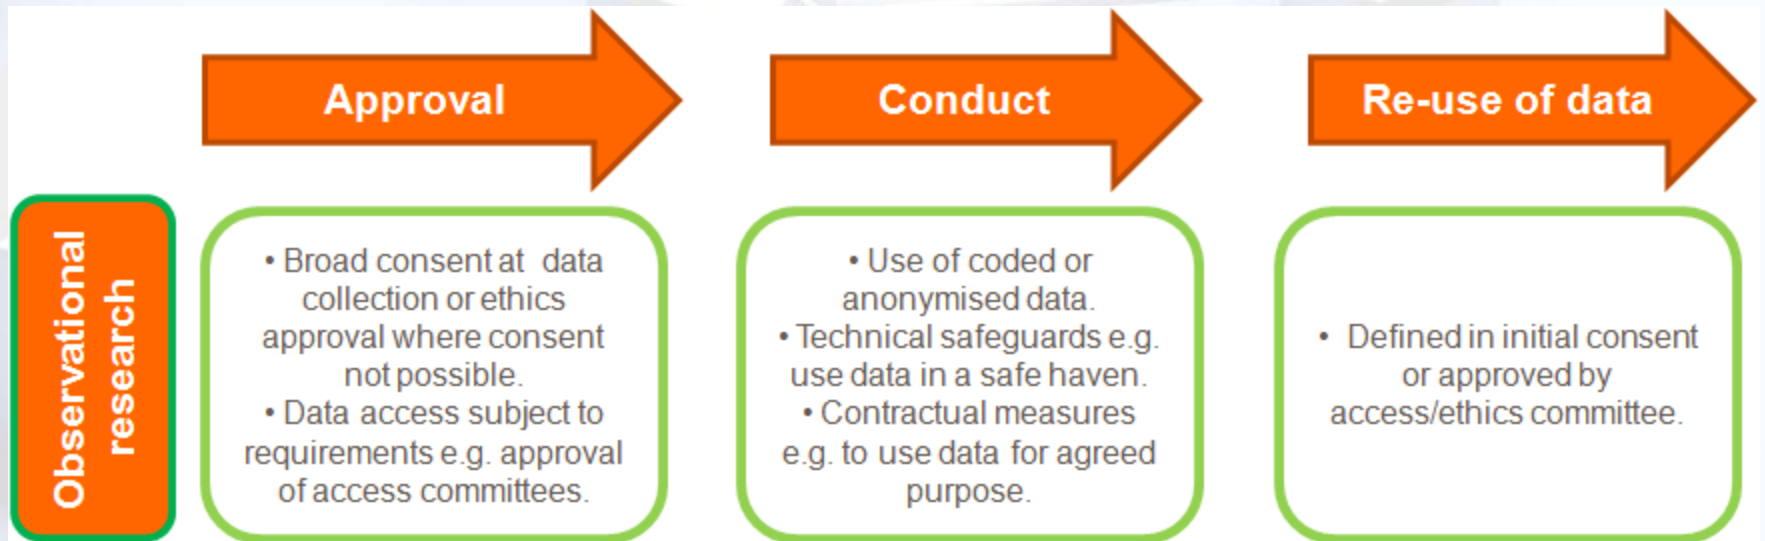 Approval
Conduct
Re-use of data
Observational
research
• Broad consent at data
collection or ethics
approval where consent
not possible.
• Data access subject to
requirements e.g. approval
of access committees.
• Use of coded or
anonymised data.
• Technical safeguards e.g.
use data in a safe haven.
• Contractual measures
e.g. to use data for agreed
purpose.
• Defined in initial consent
or approved by
access/ethics committee.